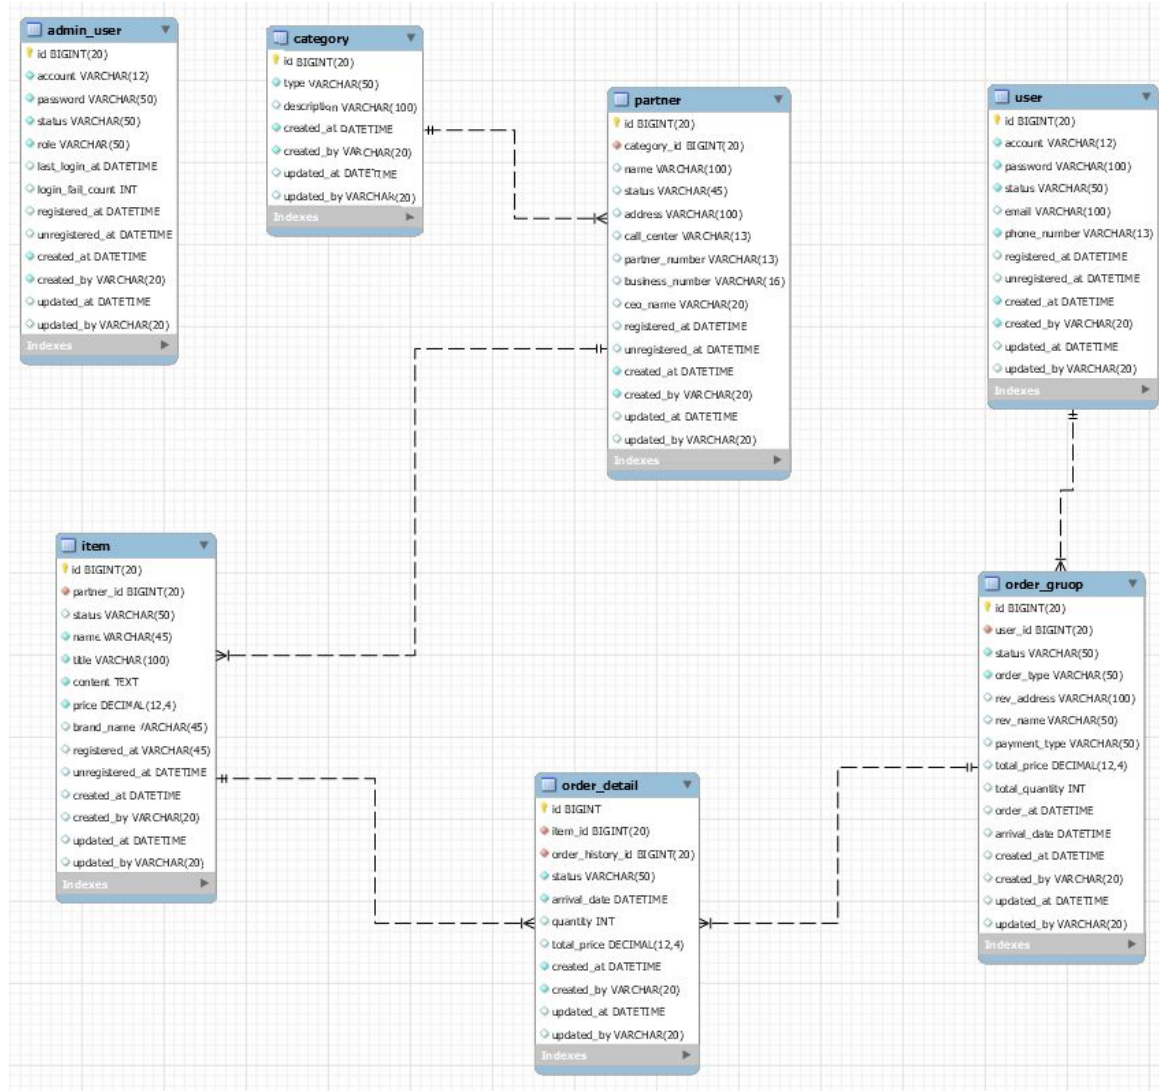 admin_user
id BIGINT(20)
account VARCHAR(12)
password VARCHAR(50)
status VARCHAR(50)
role VARCHAR(50)
last_login_at DATETIME
login_fail_count INT
registered_at DATETIME
unregistered_at DATETIME
created_at DATETIME
created_by VARCHAR(20)
updated_at DATETIME
updated_by VARCHAR(20)
Indexes
category
id BIGINT(20)
type VARCHAR(50)
description VARCHAR(100)
created_at DATETIME
created_by VARCHAR(20)
updated_at DATETIME
updated_by VARCHAR(20)
Indexes
partner
id BIGINT(20)
category_id BIGINT(20)
name VARCHAR(100)
status VARCHAR(45)
address VARCHAR(100)
call_center VARCHAR(13)
partner_number VARCHAR(13)
business_number VARCHAR(16)
ceo_name VARCHAR(20)
registered_at DATETIME
unregistered_at DATETIME
created_at DATETIME
created_by VARCHAR(20)
updated_at DATETIME
updated_by VARCHAR(20)
Indexes
user
id BIGINT(20)
account VARCHAR(12)
password VARCHAR(100)
status VARCHAR(50)
email VARCHAR(100)
phone_number VARCHAR(13)
registered_at DATETIME
unregistered_at DATETIME
created_at DATETIME
created_by VARCHAR(20)
updated_at DATETIME
updated_by VARCHAR(20)
Indexes
item
id BIGINT(20)
partner_id BIGINT(20)
status VARCHAR(50)
name VARCHAR(45)
title VARCHAR(100)
content TEXT
price DECIMAL(12,4)
brand_name VARCHAR(45)
registered_at VARCHAR(45)
unregistered_at DATETIME
created_at DATETIME
created_by VARCHAR(20)
updated_at DATETIME
updated_by VARCHAR(20)
Indexes
order_detail
id BIGINT
item_id BIGINT(20)
order_history_id BIGINT(20)
status VARCHAR(50)
arrival_date DATETIME
quantity INT
total_price DECIMAL(12,4)
created_at DATETIME
created_by VARCHAR(20)
updated_at DATETIME
updated_by VARCHAR(20)
Indexes
order_gruop
id BIGINT(20)
user_id BIGINT(20)
status VARCHAR(50)
order_type VARCHAR(50)
rev_address VARCHAR(100)
rev_name VARCHAR(50)
payment_type VARCHAR(50)
total_price DECIMAL(12,4)
total_quantity INT
order_at DATETIME
arrival_date DATETIME
created_at DATETIME
created_by VARCHAR(20)
updated_at DATETIME
updated_by VARCHAR(20)
Indexes